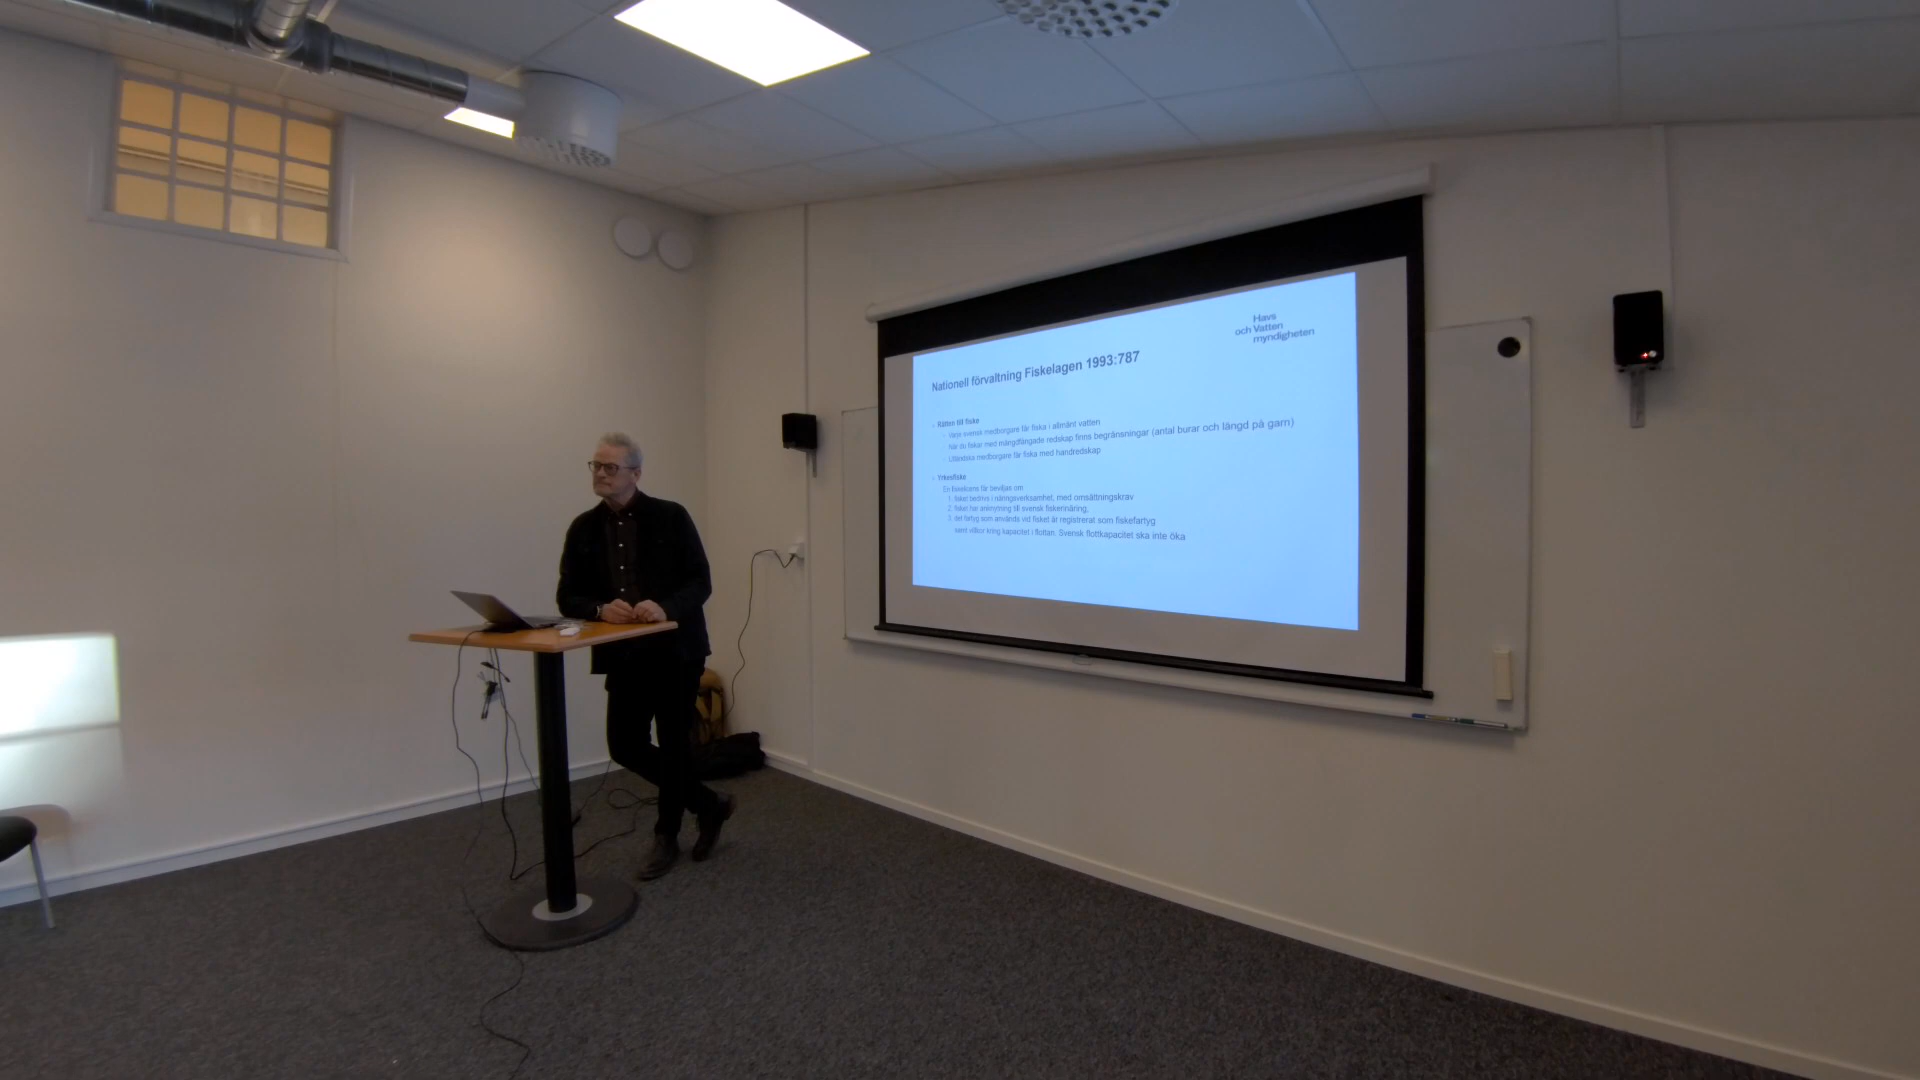 Havs
och Vatten
myndigheten
Nationell förvaltning Fiskelagen 1993:787
Rätten till fiske
- Varje svensk medborgare får fiska i allmänt vatten
- När du fiskar med mängdfångade redskap finns begränsningar (antal burar och längd på garn)
- Utländska medborgare får fiska med handredskap
Yrkesfiske
En fiskelicens får beviljas om
1. fisket bedrivs i näringsverksamhet, med omsättningskrav
2. fisket har anknytning till svensk fiskerinäring,
3. det fartyg som används vid fisket är registrerat som fiskefartyg
samt villkor kring kapacitet i flottan. Svensk flottkapacitet ska inte öka